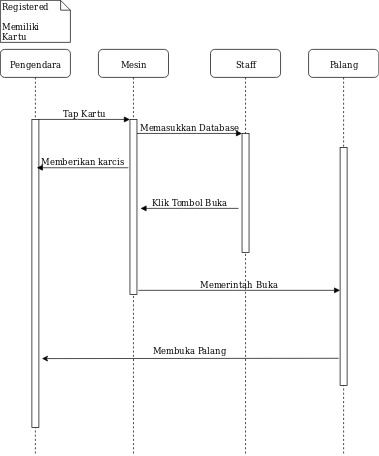 Registered
Memiliki
Kartu
Pengendara
Mesin
Staff
Palang
Tap Kartu
Memasukkan Database
Memberikan karcis
Klik Tombol Buka
Memerintah Buka
Membuka Palang